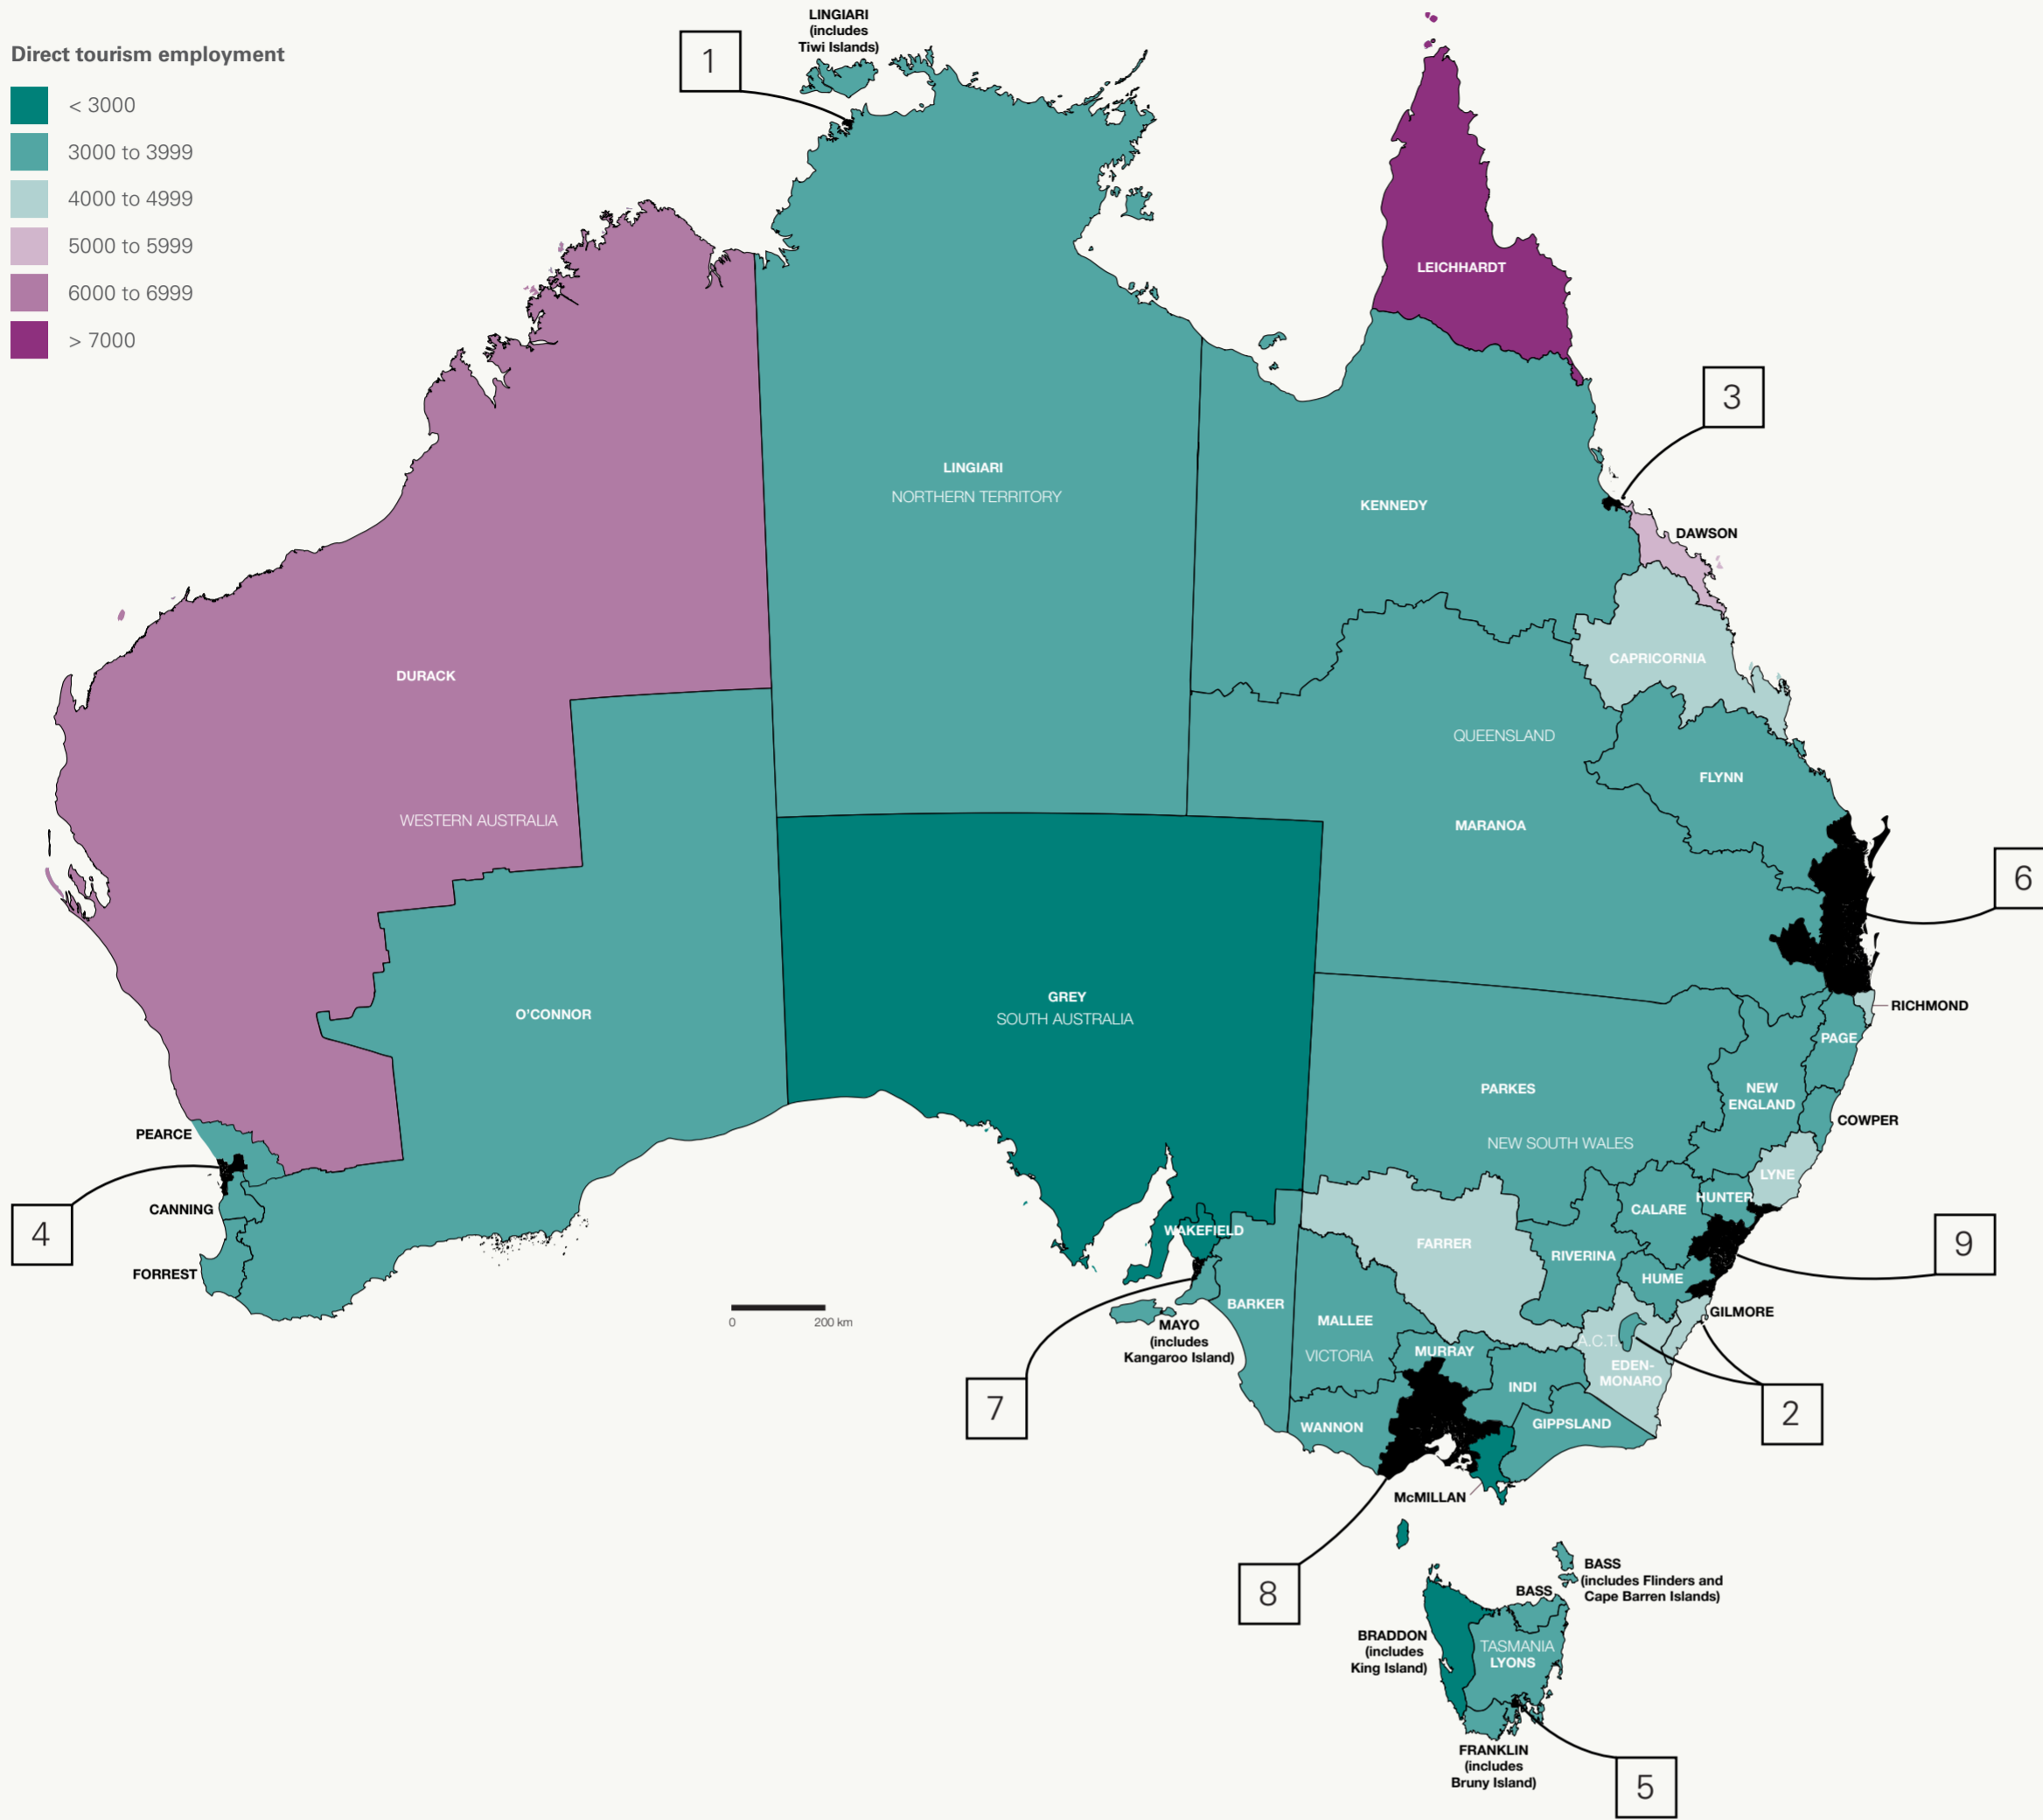 Direct tourism employment
< 3000
3000 to 3999
4000 to 4999
5000 to 5999
6000 to 6999
> 7000
LINGIARI
(includes
Tiwi Islands)
1
LEICHHARDT
3
LINGIARI
NORTHERN TERRITORY
KENNEDY
DAWSON
CAPRICORNIA
DURACK
QUEENSLAND
FLYNN
WESTERN AUSTRALIA
MARANOA
6
GREY
SOUTH AUSTRALIA
O'CONNOR
RICHMOND
PAGE
PARKES
NEW
ENGLAND
COWPER
PEARCE
NEW SOUTH WALES
LYNE
HUNTER
CANNING
CALARE
4
WAKEFIELD
FARRER
RIVERINA
9
FORREST
HUME
BARKER
GILMORE
0
200 km
MAYO
(includes
Kangaroo Island)
MALLEE
VICTORIA
MURRAY
A.C.T.
EDEN-
MONARO
INDI
7
2
WANNON
GIPPSLAND
McMILLAN
8
BASS
(includes Flinders and
Cape Barren Islands)
BASS
BRADDON
(includes
King Island)
TASMANIA
LYONS
FRANKLIN
(includes
Bruny Island)
5